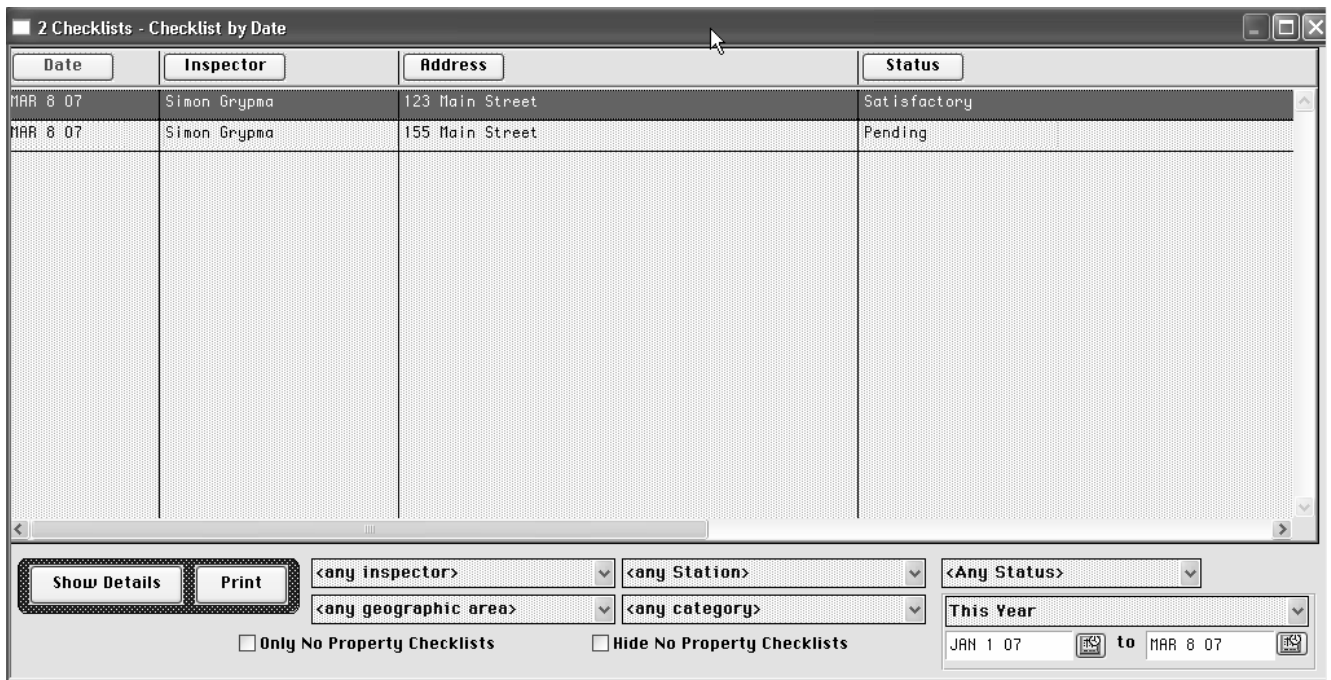 2 Checklists - Checklist by Date
Date Inspector Address Status
MAR 8 07 Simon Grypma 123 Main Street Satisfactory
MAR 8 07 Simon Grypma 155 Main Street Pending
Show Details Print <any inspector> <any Station> <Any Status>
<any geographic area> <any category> This Year
Only No Property Checklists Hide No Property Checklists JAN 1 07 to MAR 8 07